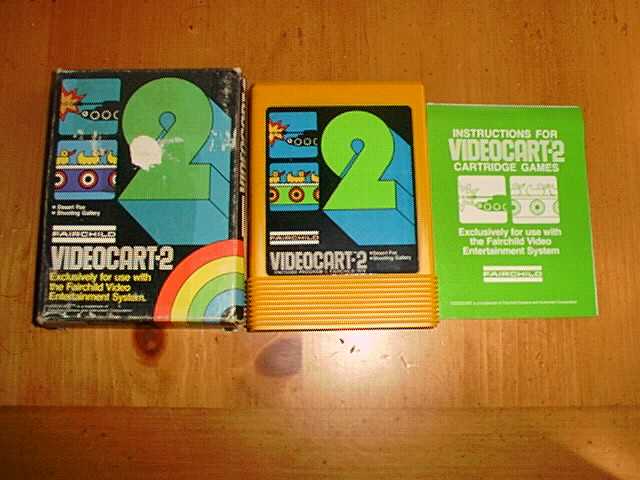 2
• Desert Fox
• Shooting Gallery
FAIRCHILD
VIDEOCART•2
Exclusively for use with
the Fairchild Video
Entertainment System.
VIDEOCART
2
• Desert Fox
• Shooting Gallery
FAIRCHILD
VIDEOCART•2
INSTRUCTIONS FOR
VIDEOCART•2
CARTRIDGE GAMES
Exclusively for use with
the Fairchild Video
Entertainment System
FAIRCHILD